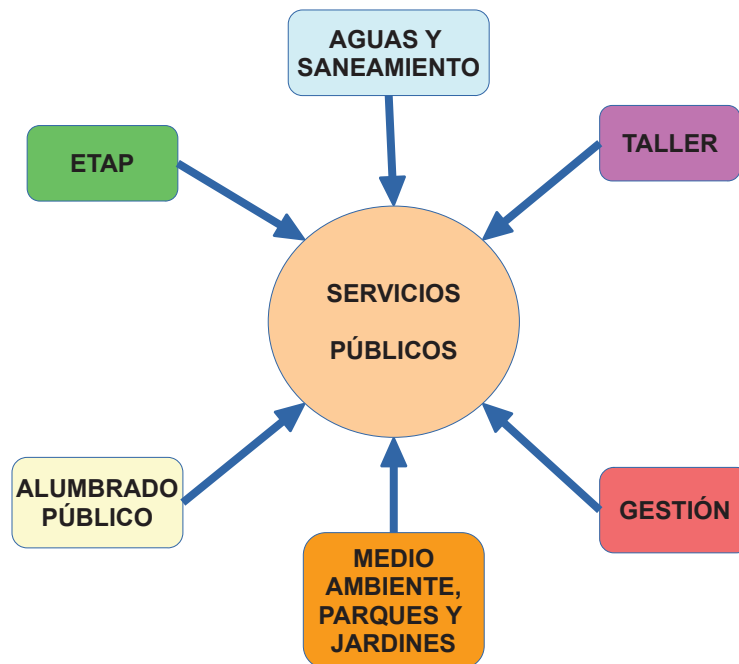 AGUAS Y
SANEAMIENTO
ETAP
TALLER
SERVICIOS
PÚBLICOS
ALUMBRADO
PÚBLICO
GESTIÓN
MEDIO
AMBIENTE,
PARQUES Y
JARDINES